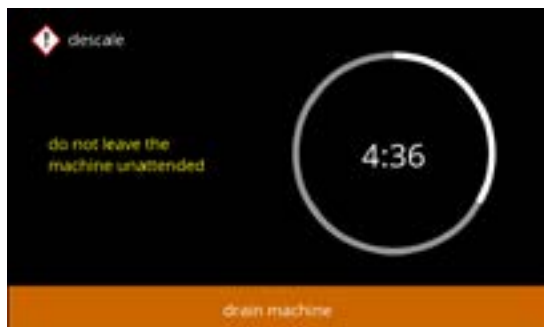 descale
do not leave the
machine unattended
4:36
drain machine